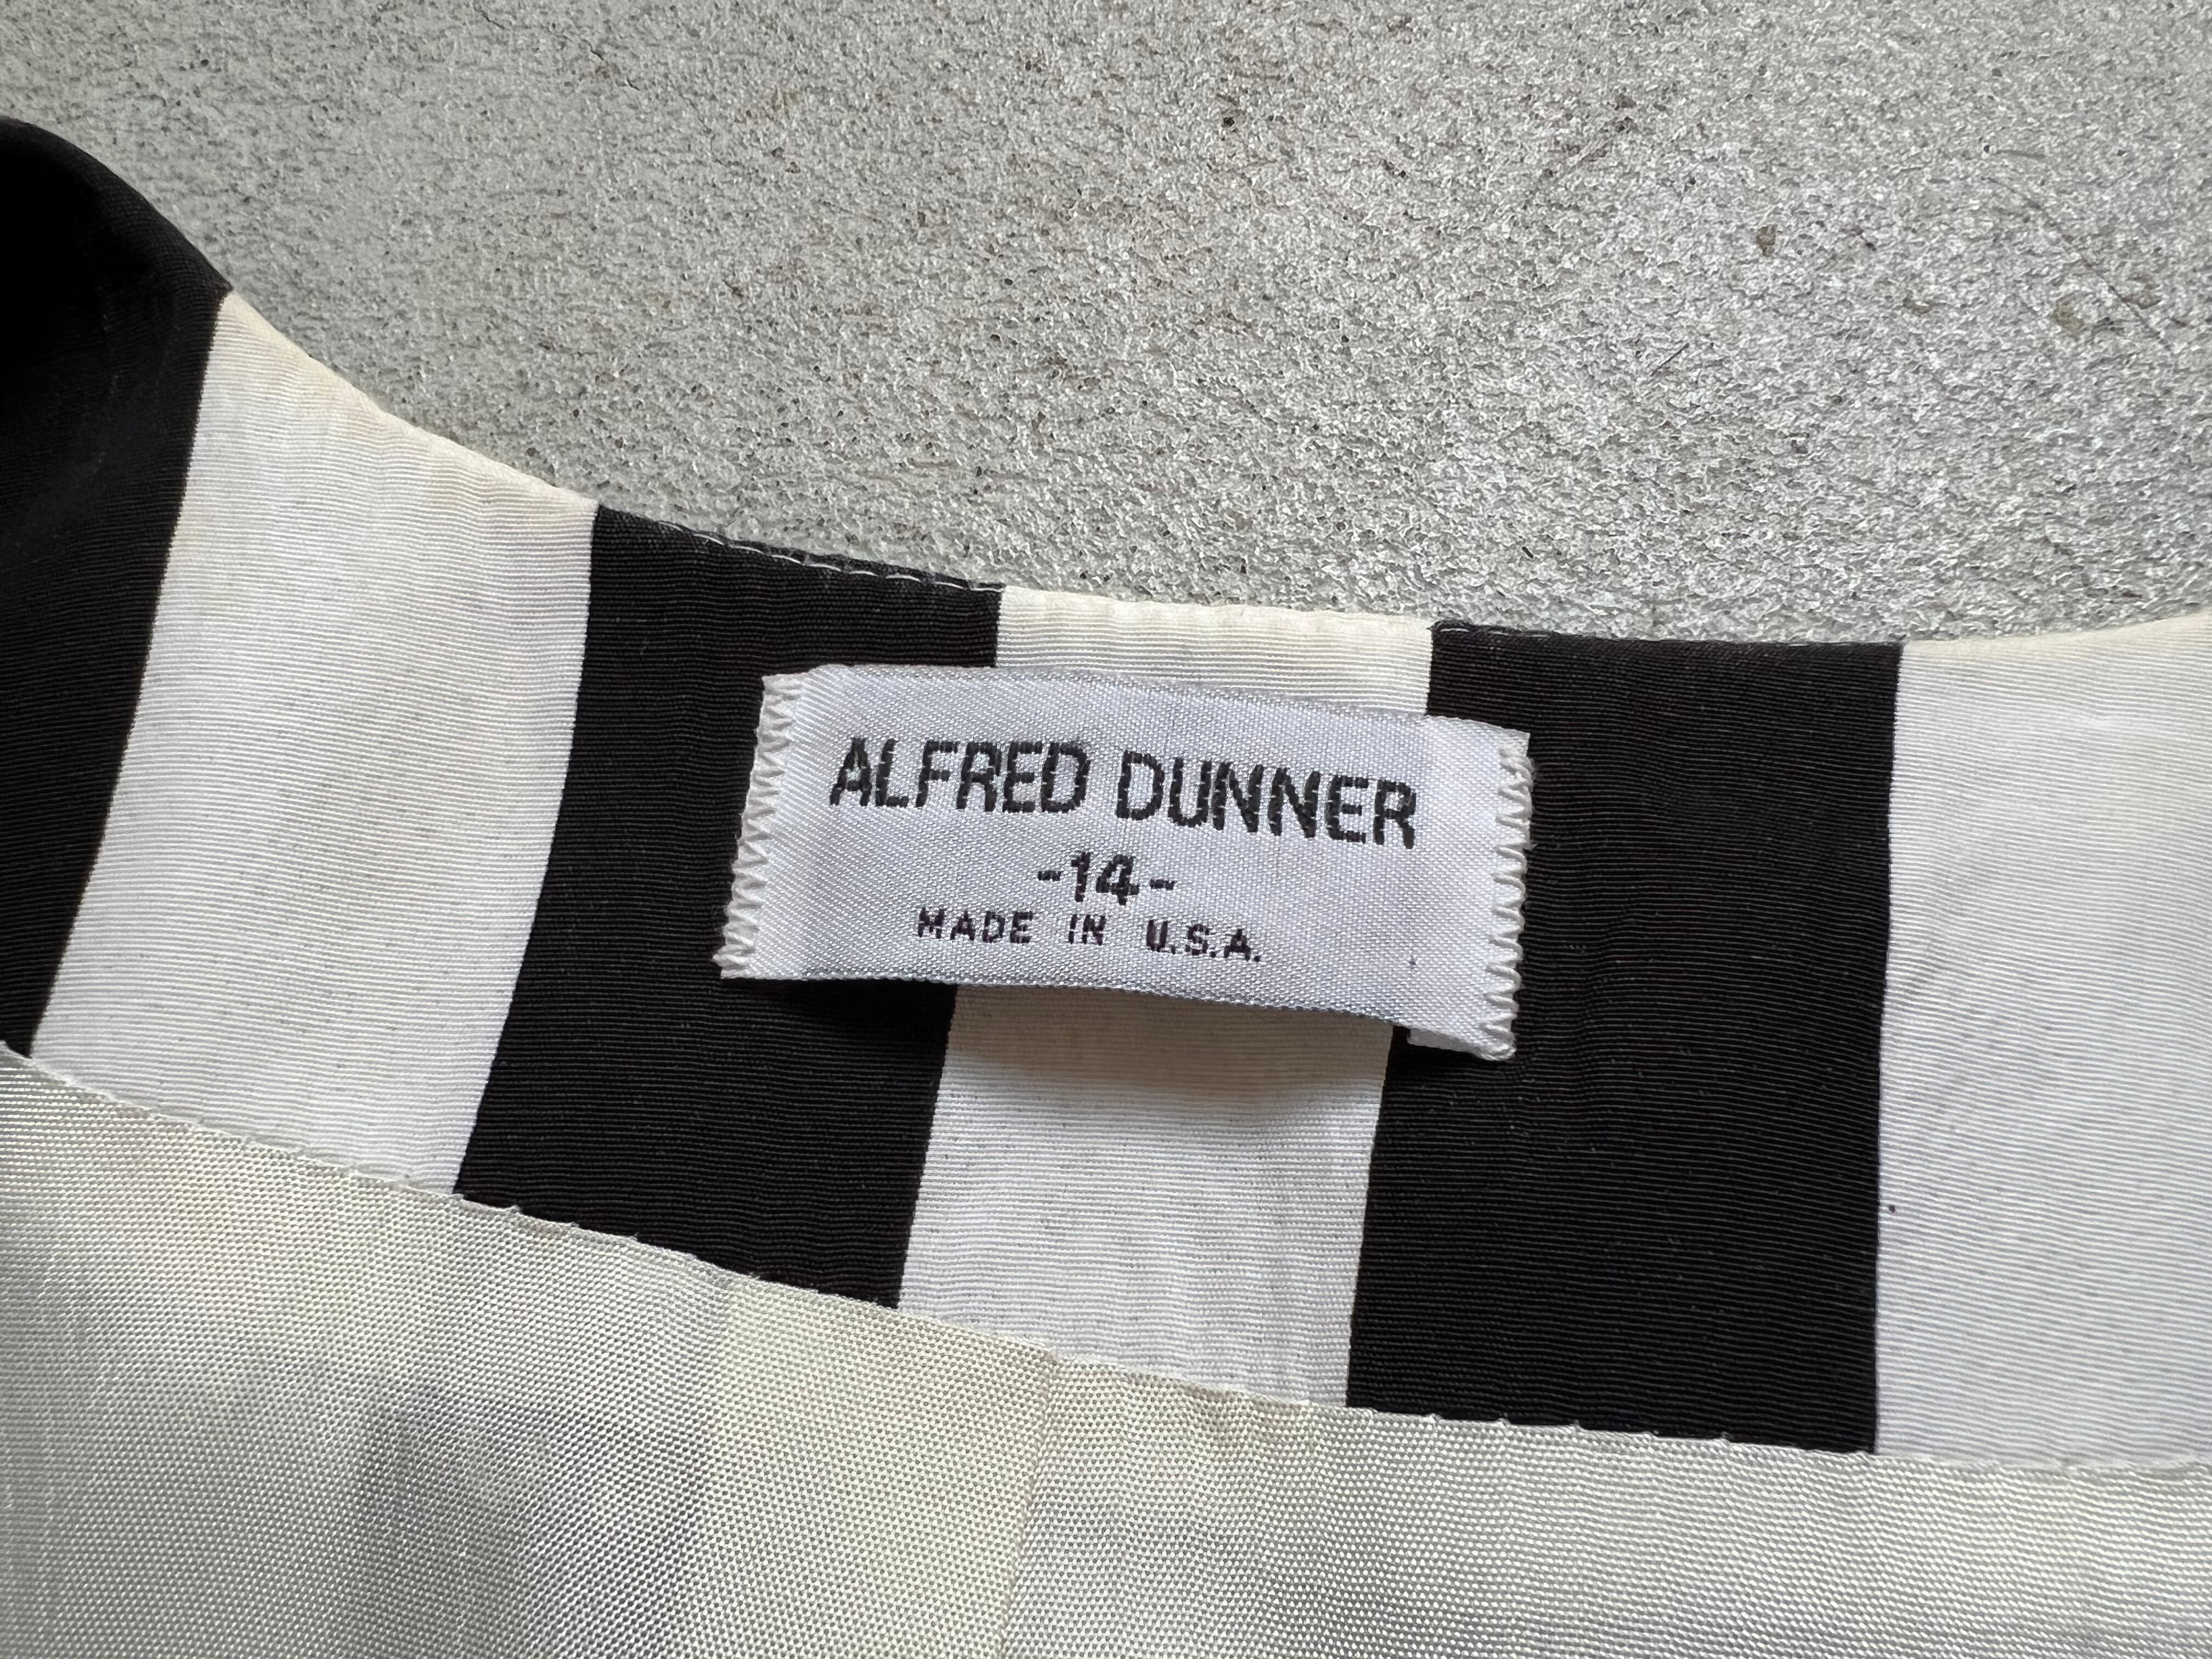 ALFRED DUNNER
-14-
MADE IN U.S.A.